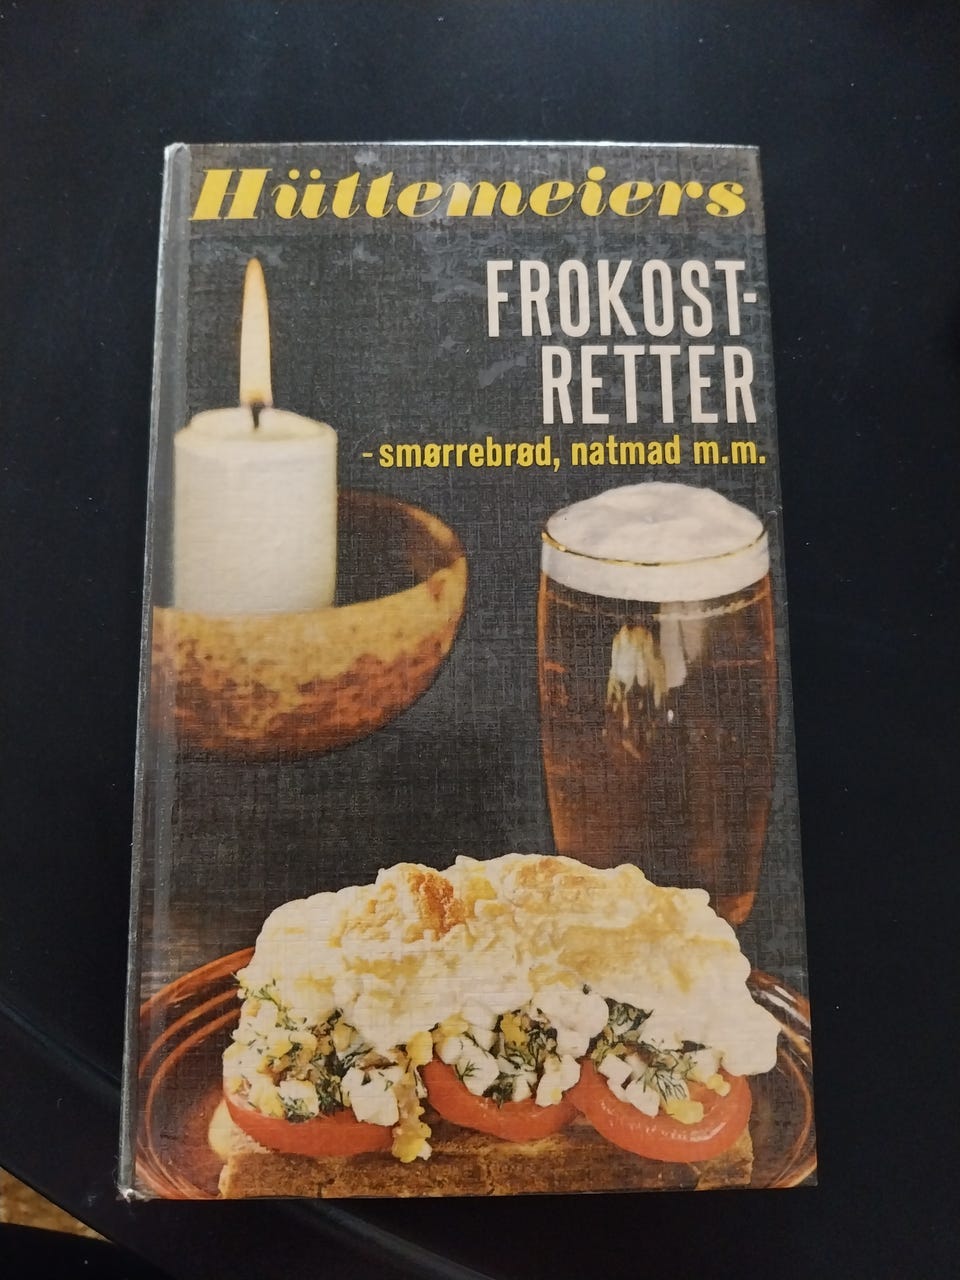 Hüttemeiers
FROKOST-
RETTER
- smørrebrød, natmad m.m.